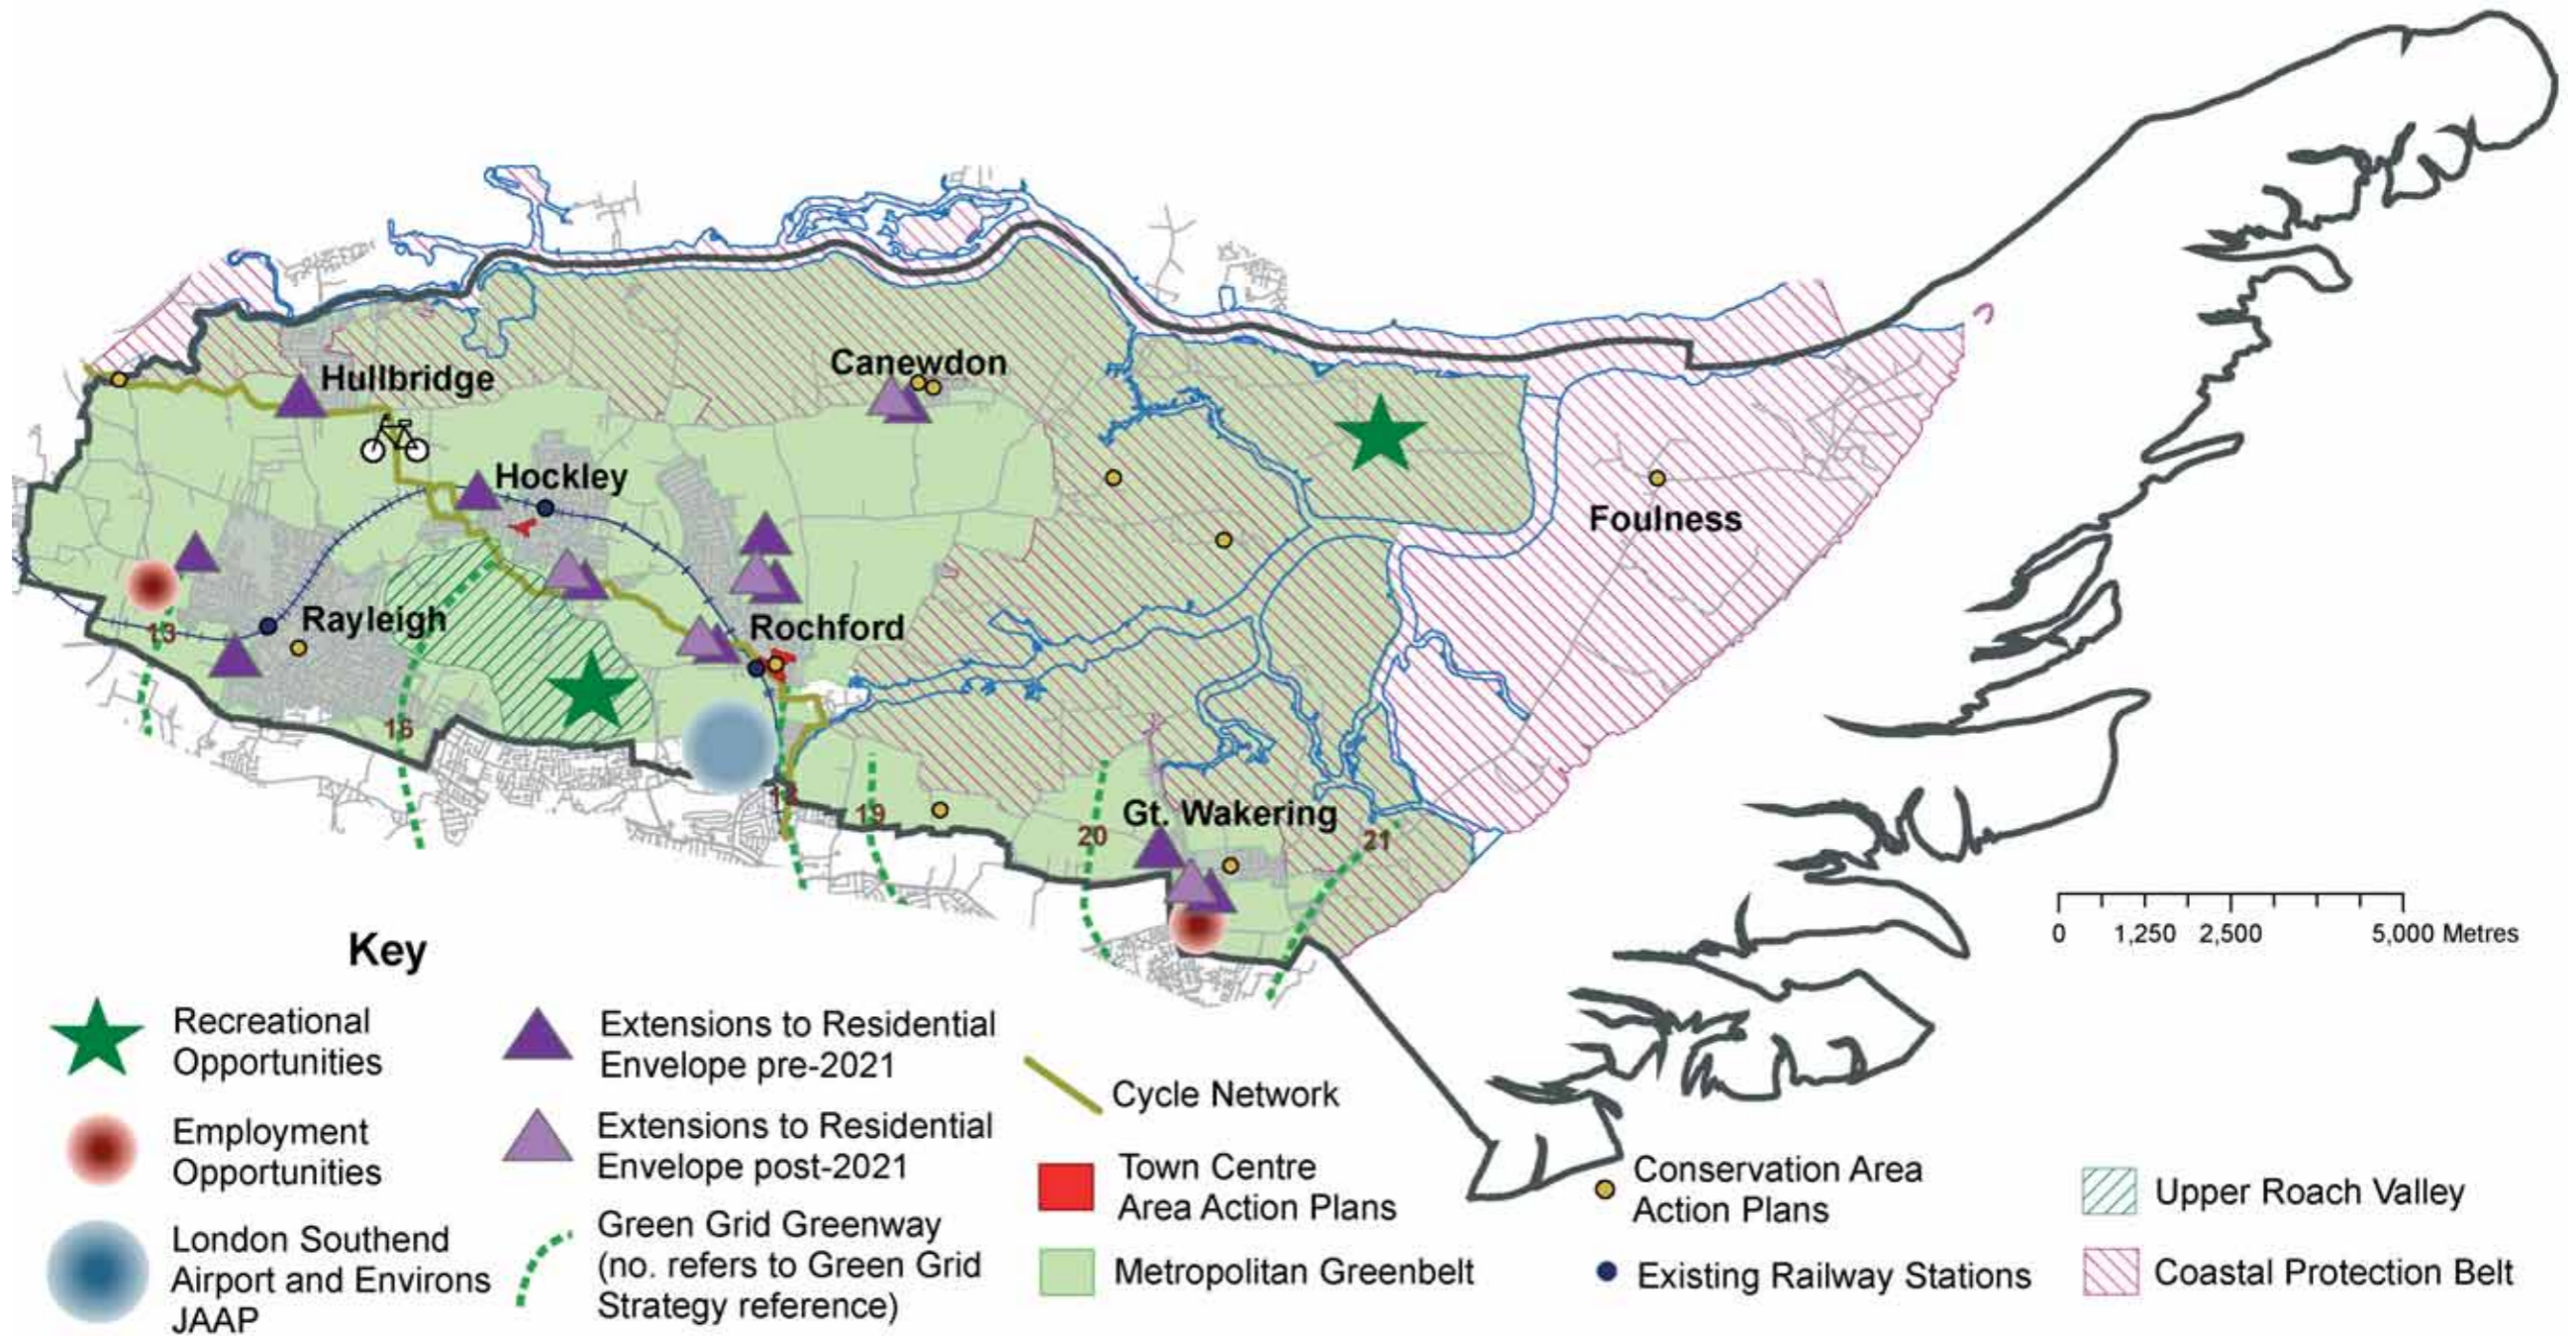 Hullbridge
Canewdon
Hockley
Foulness
Rayleigh
Rochford
13
16
19
Gt. Wakering
20
21
0 1,250 2,500 5,000 Metres
Key
Recreational
Opportunities
Employment
Opportunities
London Southend
Airport and Environs
JAAP
Extensions to Residential
Envelope pre-2021
Extensions to Residential
Envelope post-2021
Green Grid Greenway
(no. refers to Green Grid
Strategy reference)
Cycle Network
Town Centre
Area Action Plans
Metropolitan Greenbelt
Conservation Area
Action Plans
Existing Railway Stations
Upper Roach Valley
Coastal Protection Belt